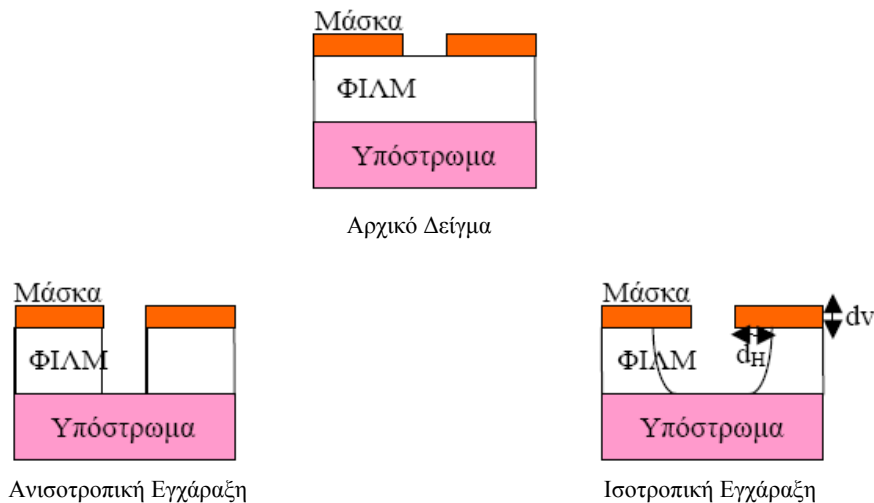 Μάσκα
ΦΙΛΜ
Υπόστρωμα
Αρχικό Δείγμα
Μάσκα
ΦΙΛΜ
Υπόστρωμα
Ανισοτροπική Εγχάραξη
Μάσκα
dv
ΦΙΛΜ
dH
Υπόστρωμα
Ισοτροπική Εγχάραξη